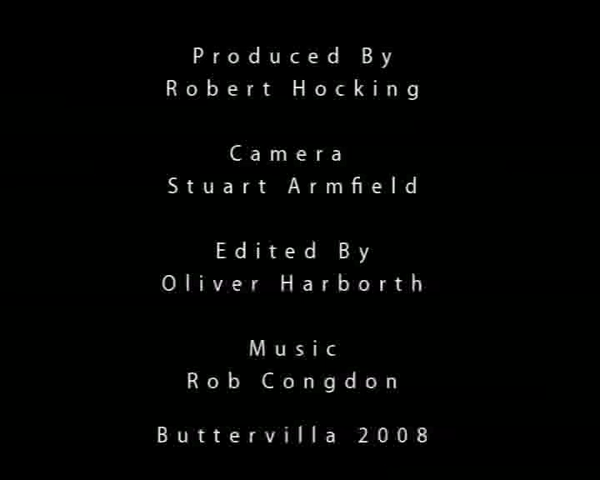 Produced By
Robert Hocking
Camera
Stuart Armfield
Edited By
Oliver Harborth
Music
Rob Congdon
Buttervilla 2008